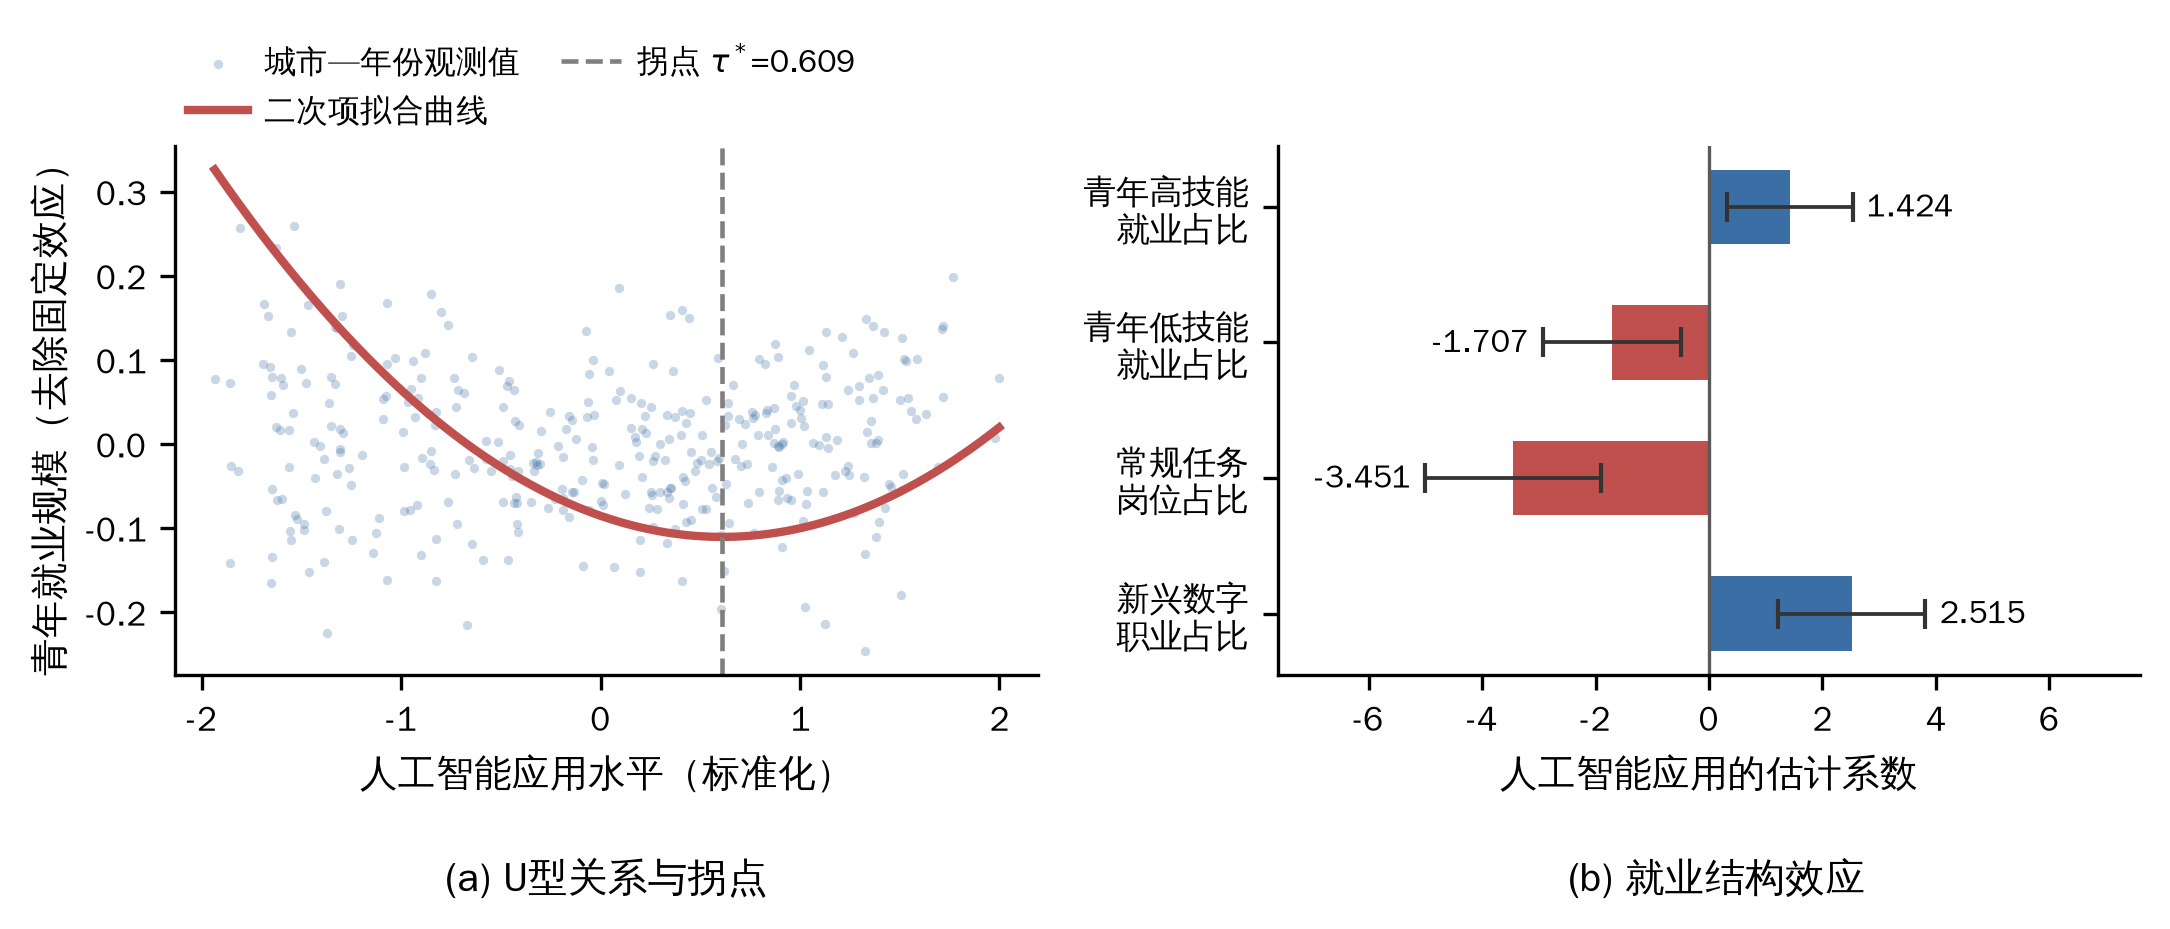 城市—年份观测值
拐点 τ*=0.609
二次项拟合曲线
青年就业规模（去除固定效应）
0.3
0.2
0.1
0.0
-0.1
-0.2
-2 -1 0 1 2
人工智能应用水平（标准化）
(a) U型关系与拐点
青年高技能
就业占比
1.424
青年低技能
就业占比
-1.707
常规任务
岗位占比
-3.451
新兴数字
职业占比
2.515
-6 -4 -2 0 2 4 6
人工智能应用的估计系数
(b) 就业结构效应